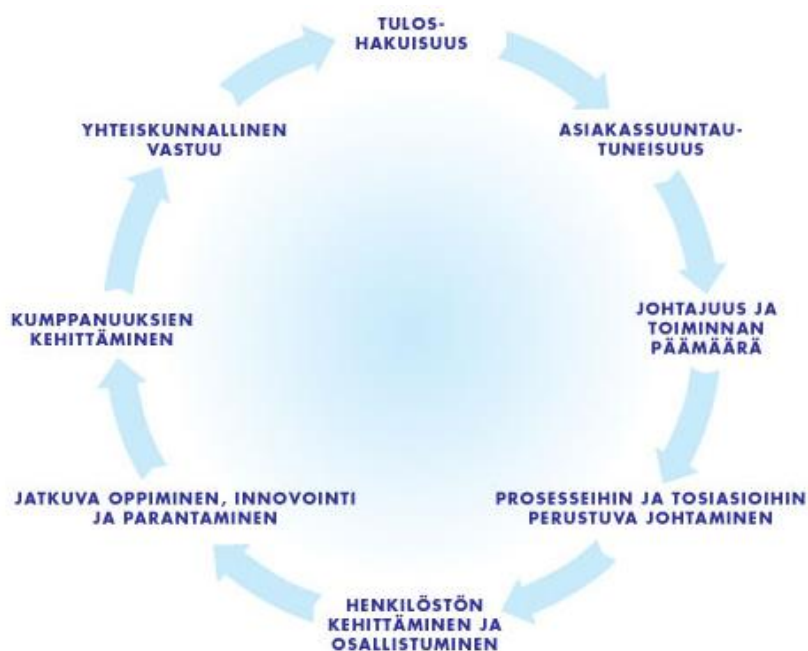 TULOS-
HAKUISUUS
ASIAKASSUUNTAU-
TUNEISUUS
JOHTAJUUS JA
TOIMINNAN
PÄÄMÄÄRÄ
PROSESSEIHIN JA TOSIASIOIHIN
PERUSTUVA JOHTAMINEN
HENKILÖSTÖN
KEHITTÄMINEN JA
OSALLISTUMINEN
JATKUVA OPPIMINEN, INNOVOINTI
JA PARANTAMINEN
KUMPPANUUKSIEN
KEHITTÄMINEN
YHTEISKUNNALLINEN
VASTUU